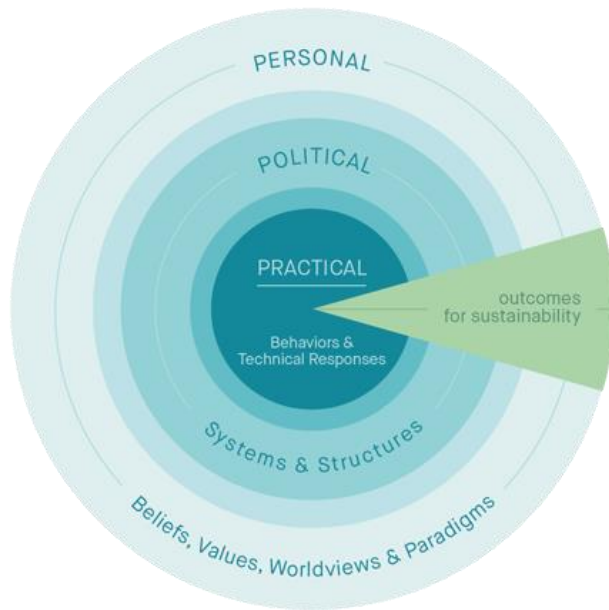 PERSONAL
POLITICAL
PRACTICAL
Behaviors &
Technical Responses
outcomes
for sustainability
Systems & Structures
Beliefs, Values, Worldviews & Paradigms